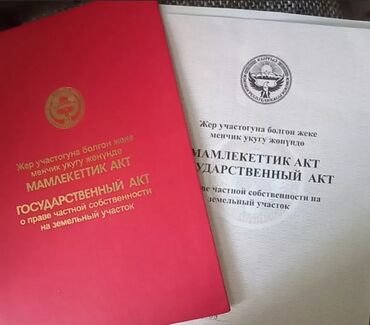 Жер участогуна болгон жеке
менчик укугу жөнүндө
МАМЛЕКЕТТИК АКТ
ГОСУДАРСТВЕННЫЙ АКТ
о праве частной собственности
на земельный участок
Жер участогуна болгон жеке
менчик укугу жөнүндө
МАМЛЕКЕТТИК АКТ
УДАРСТВЕННЫЙ АКТ
праве частной собственности на
земельный участок